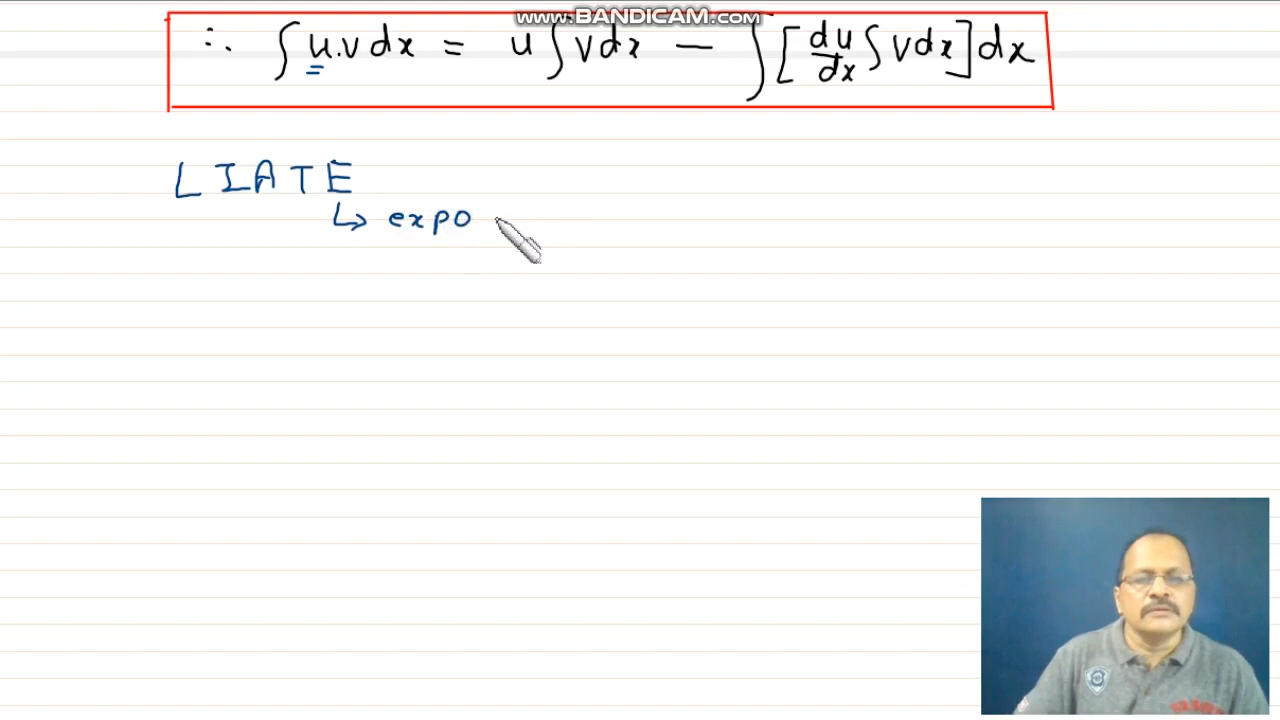 www.BANDICAM.com
∴ ∫ u.v dx = u ∫ v dx − ∫ [ du/dx ∫ v dx ] dx
LIATE
↳ expo